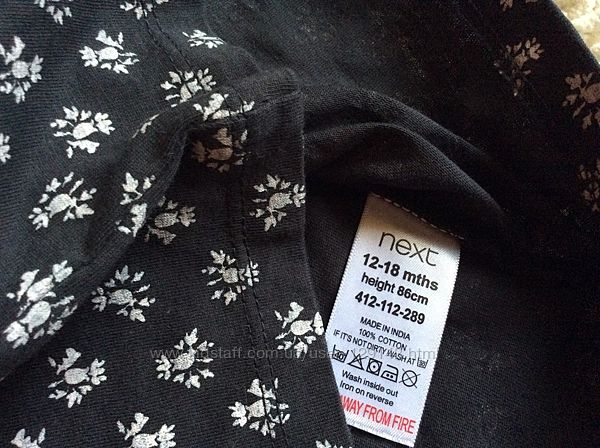 next
12-18 mths
height 86cm
412-112-289
MADE IN INDIA
100% COTTON
IF IT'S NOT DIRTY WASH AT 30
Wash inside out
Iron on reverse
AWAY FROM FIRE